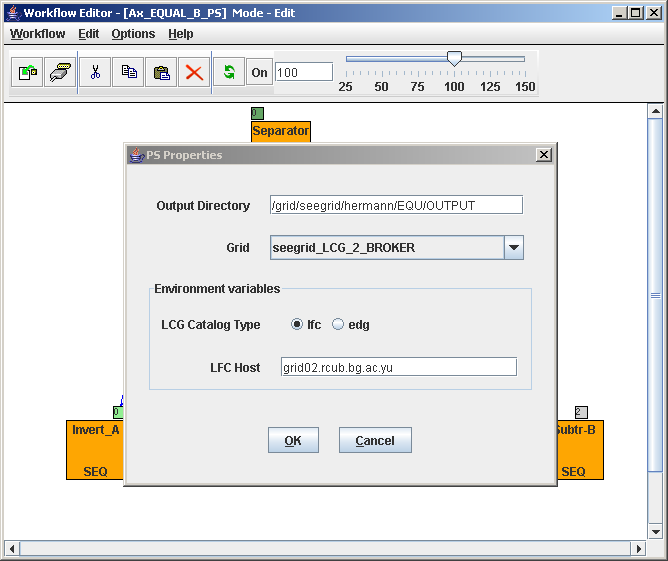 Workflow Editor - [Ax_EQUAL_B_PS] Mode - Edit
Workflow Edit Options Help
On 100
25 50 75 100 125 150
0
Separator
PS Properties
Output Directory /grid/seegrid/hermann/EQU/OUTPUT
Grid seegrid_LCG_2_BROKER
Environment variables
LCG Catalog Type lfc edg
LFC Host grid02.rcub.bg.ac.yu
0 2
Invert_A Subtr-B
OK Cancel
SEQ SEQ